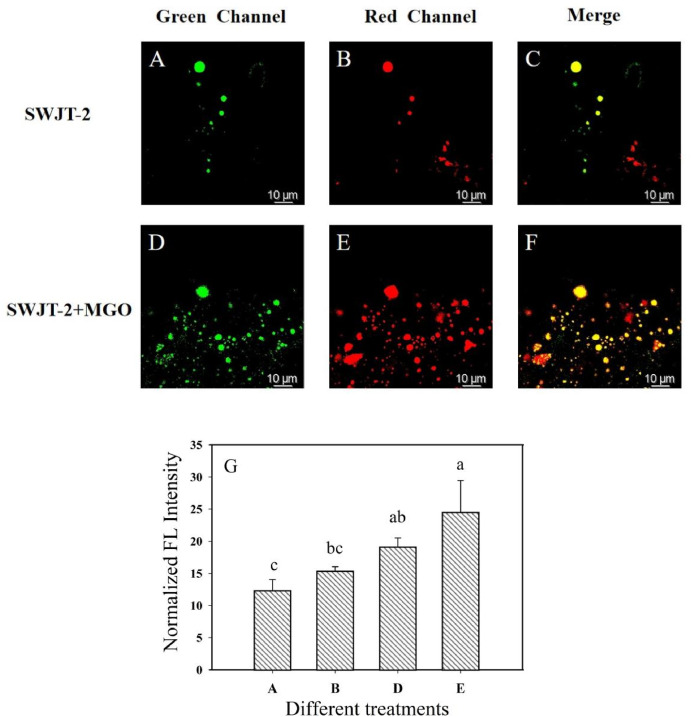 Green Channel Red Channel Merge
SWJT-2
A B C
10 μm 10 μm 10 μm
SWJT-2+MGO
D E F
10 μm 10 μm 10 μm
G
Normalized FL Intensity
35
30
25
20
15
10
5
0
c bc ab a
A B D E
Different treatments